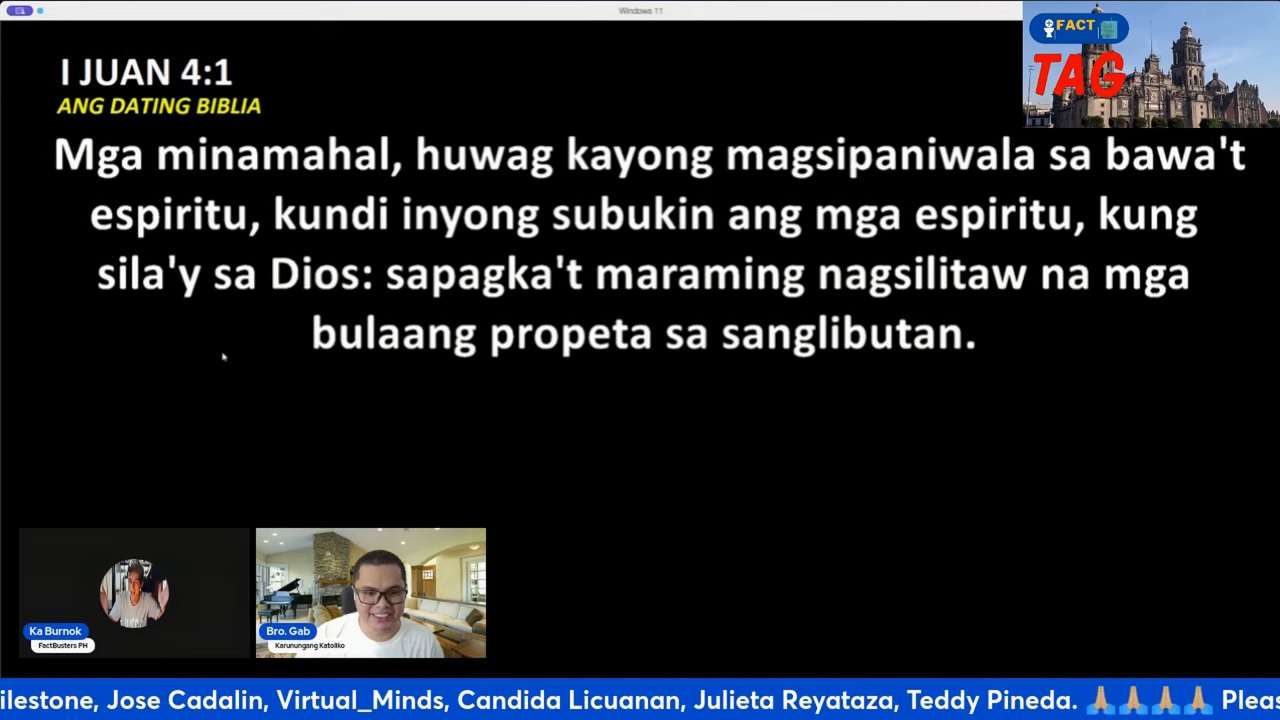 Windows 11
FACT
TAG
I JUAN 4:1
ANG DATING BIBLIA
Mga minamahal, huwag kayong magsipaniwala sa bawa't
espiritu, kundi inyong subukin ang mga espiritu, kung
sila'y sa Dios: sapagka't maraming nagsilitaw na mga
bulaang propeta sa sanglibutan.
Ka Burnok
FactBusters PH
Bro. Gab
Karunungang Katoliko
ilestone, Jose Cadalin, Virtual_Minds, Candida Licuanan, Julieta Reyataza, Teddy Pineda. 🙏🏼 🙏🏼 🙏🏼 🙏🏼 Pleas